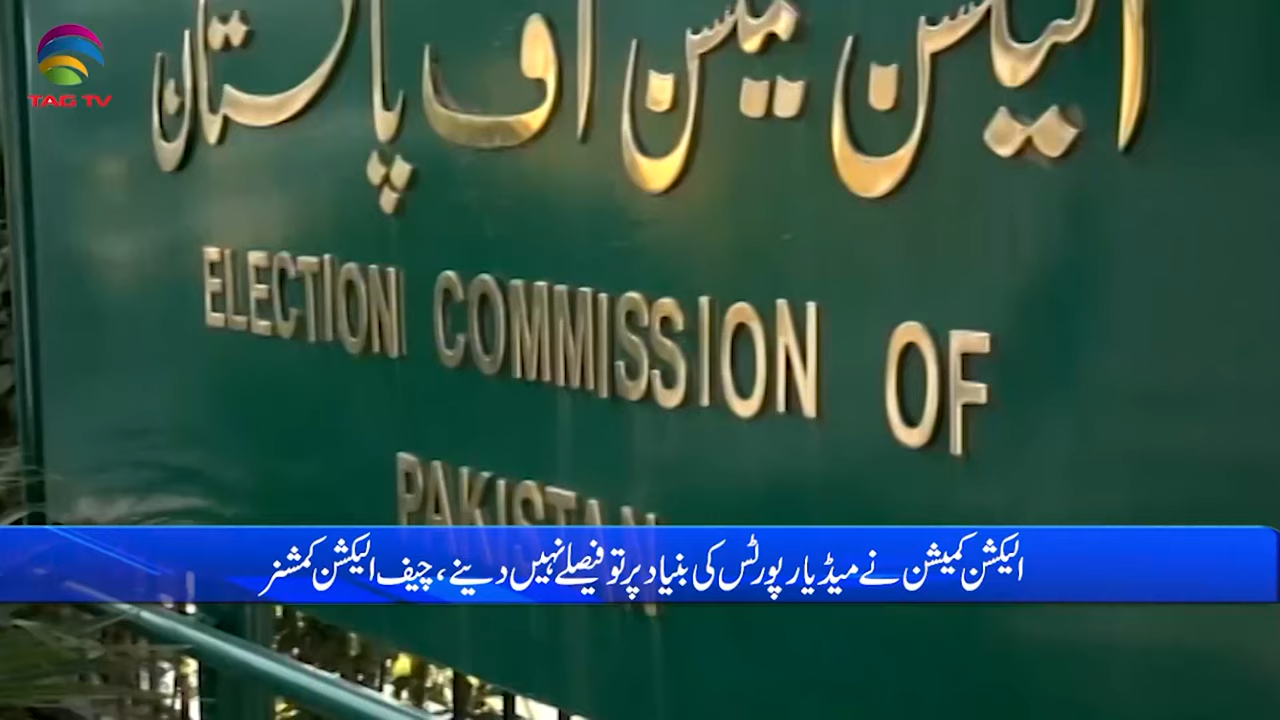 TAG TV
الیکشن کمیشن آف پاکستان
ELECTION COMMISSION OF
PAKISTAN
الیکشن کمیشن نے میڈیا رپورٹس کی بنیاد پر تو فیصلے نہیں دینے، چیف الیکشن کمشنر